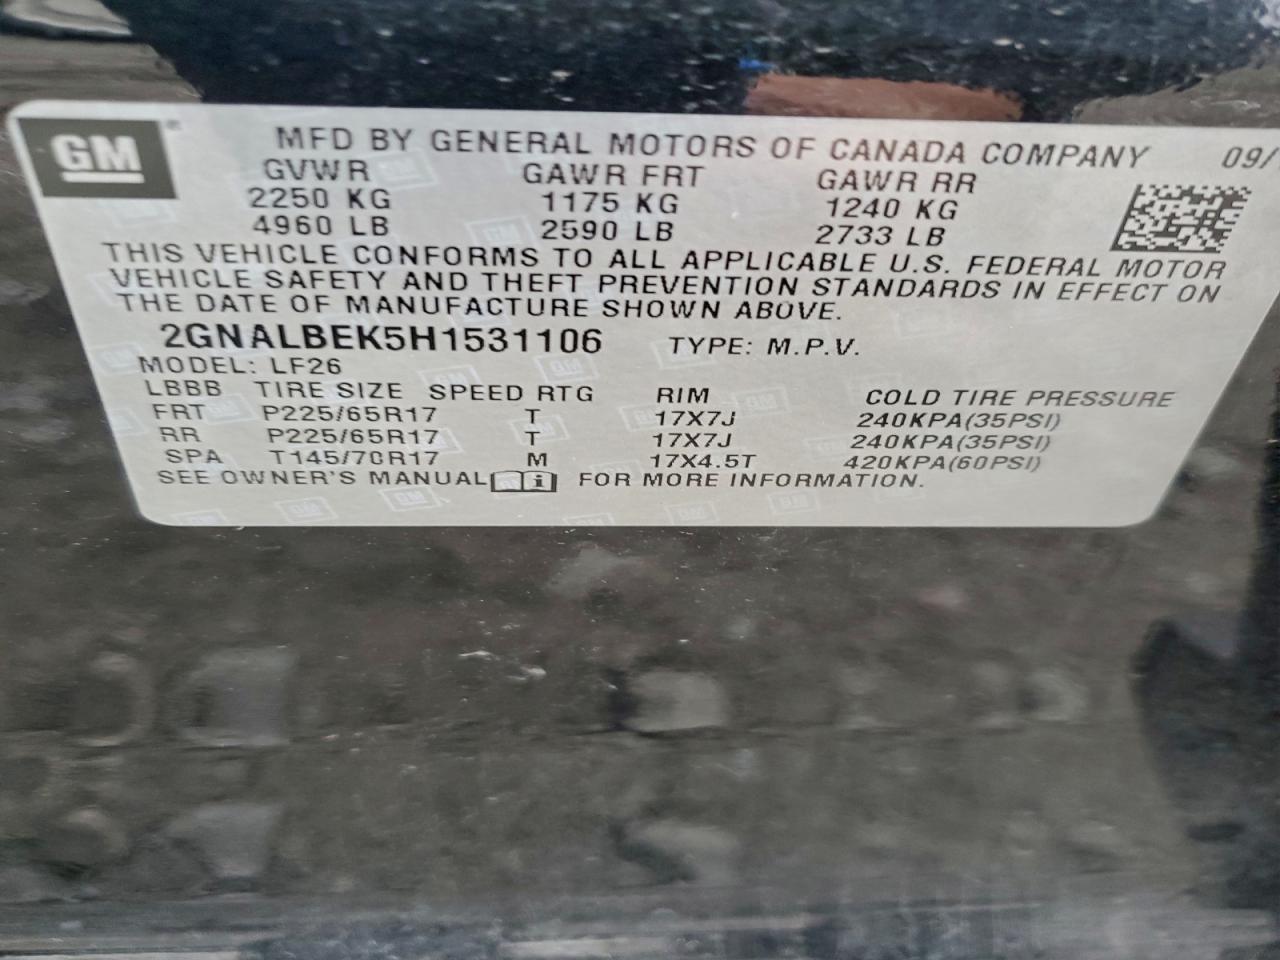 GM
MFD BY GENERAL MOTORS OF CANADA COMPANY 09/
GVWR GAWR FRT GAWR RR
2250 KG 1175 KG 1240 KG
4960 LB 2590 LB 2733 LB
THIS VEHICLE CONFORMS TO ALL APPLICABLE U.S. FEDERAL MOTOR
VEHICLE SAFETY AND THEFT PREVENTION STANDARDS IN EFFECT ON
THE DATE OF MANUFACTURE SHOWN ABOVE.
2GNALBEK5H1531106 TYPE: M.P.V.
MODEL: LF26
LBBB TIRE SIZE SPEED RTG RIM COLD TIRE PRESSURE
FRT P225/65R17 T 17X7J 240KPA(35PSI)
RR P225/65R17 T 17X7J 240KPA(35PSI)
SPA T145/70R17 M 17X4.5T 420KPA(60PSI)
SEE OWNER'S MANUAL i FOR MORE INFORMATION.